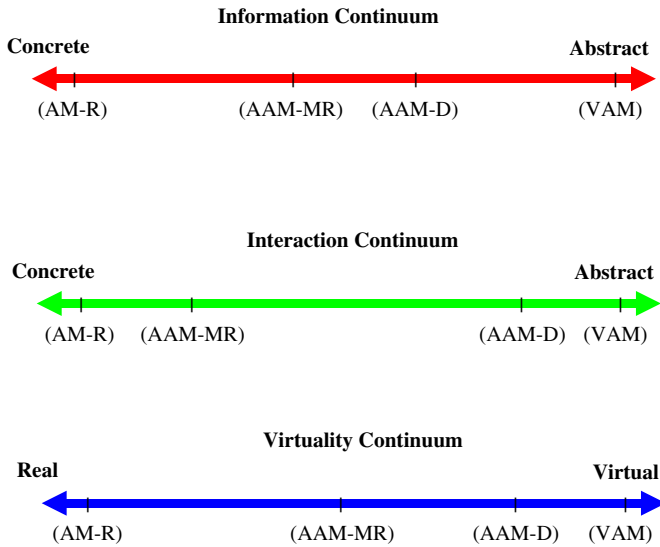 Information Continuum
Concrete Abstract
(AM-R) (AAM-MR) (AAM-D) (VAM)
Interaction Continuum
Concrete Abstract
(AM-R) (AAM-MR) (AAM-D) (VAM)
Virtuality Continuum
Real Virtual
(AM-R) (AAM-MR) (AAM-D) (VAM)